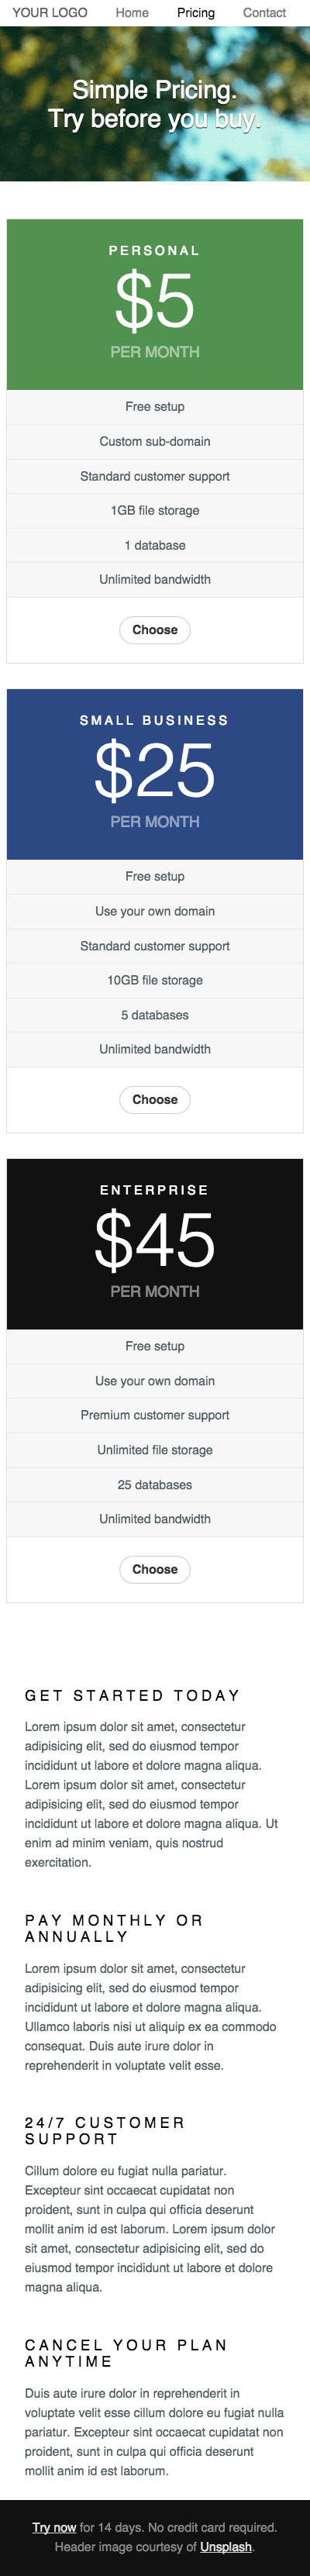 YOUR LOGO Home Pricing Contact
Simple Pricing.
Try before you buy.
PERSONAL
$5
PER MONTH
Free setup
Custom sub-domain
Standard customer support
1GB file storage
1 database
Unlimited bandwidth
Choose
SMALL BUSINESS
$25
PER MONTH
Free setup
Use your own domain
Standard customer support
10GB file storage
5 databases
Unlimited bandwidth
Choose
ENTERPRISE
$45
PER MONTH
Free setup
Use your own domain
Premium customer support
Unlimited file storage
25 databases
Unlimited bandwidth
Choose
GET STARTED TODAY
Lorem ipsum dolor sit amet, consectetur
adipisicing elit, sed do eiusmod tempor
incididunt ut labore et dolore magna aliqua.
Lorem ipsum dolor sit amet, consectetur
adipisicing elit, sed do eiusmod tempor
incididunt ut labore et dolore magna aliqua. Ut
enim ad minim veniam, quis nostrud
exercitation.
PAY MONTHLY OR
ANNUALLY
Lorem ipsum dolor sit amet, consectetur
adipisicing elit, sed do eiusmod tempor
incididunt ut labore et dolore magna aliqua.
Ullamco laboris nisi ut aliquip ex ea commodo
consequat. Duis aute irure dolor in
reprehenderit in voluptate velit esse.
24/7 CUSTOMER
SUPPORT
Cillum dolore eu fugiat nulla pariatur.
Excepteur sint occaecat cupidatat non
proident, sunt in culpa qui officia deserunt
mollit anim id est laborum. Lorem ipsum dolor
sit amet, consectetur adipisicing elit, sed do
eiusmod tempor incididunt ut labore et dolore
magna aliqua.
CANCEL YOUR PLAN
ANYTIME
Duis aute irure dolor in reprehenderit in
voluptate velit esse cillum dolore eu fugiat nulla
pariatur. Excepteur sint occaecat cupidatat non
proident, sunt in culpa qui officia deserunt
mollit anim id est laborum.
Try now for 14 days. No credit card required.
Header image courtesy of Unsplash.